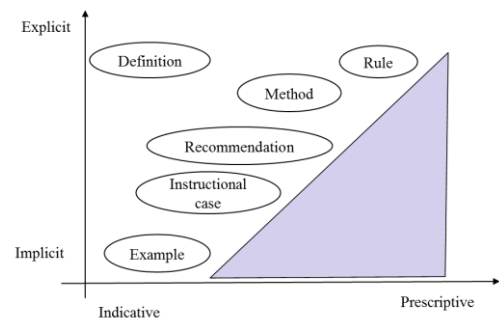 Explicit
Definition
Rule
Method
Recommendation
Instructional
case
Implicit
Example
Indicative
Prescriptive